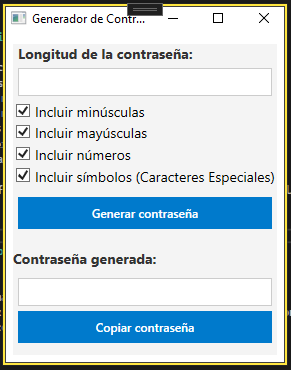 Generador de Contr...
Longitud de la contraseña:
Incluir minúsculas
Incluir mayúsculas
Incluir números
Incluir símbolos (Caracteres Especiales)
Generar contraseña
Contraseña generada:
Copiar contraseña